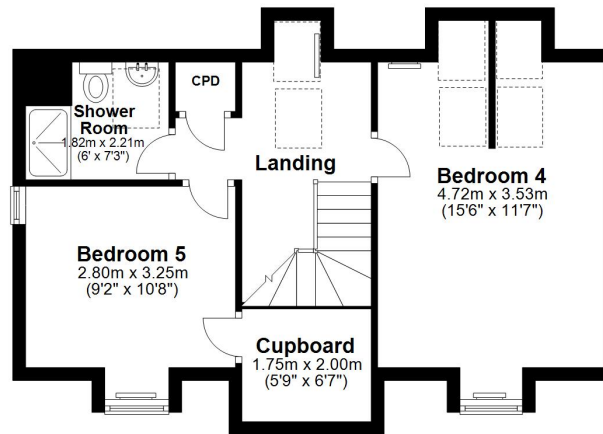 CPD
Shower
Room
1.82m x 2.21m
(6' x 7'3")
Landing
Bedroom 4
4.72m x 3.53m
(15'6" x 11'7")
Bedroom 5
2.80m x 3.25m
(9'2" x 10'8")
Cupboard
1.75m x 2.00m
(5'9" x 6'7")